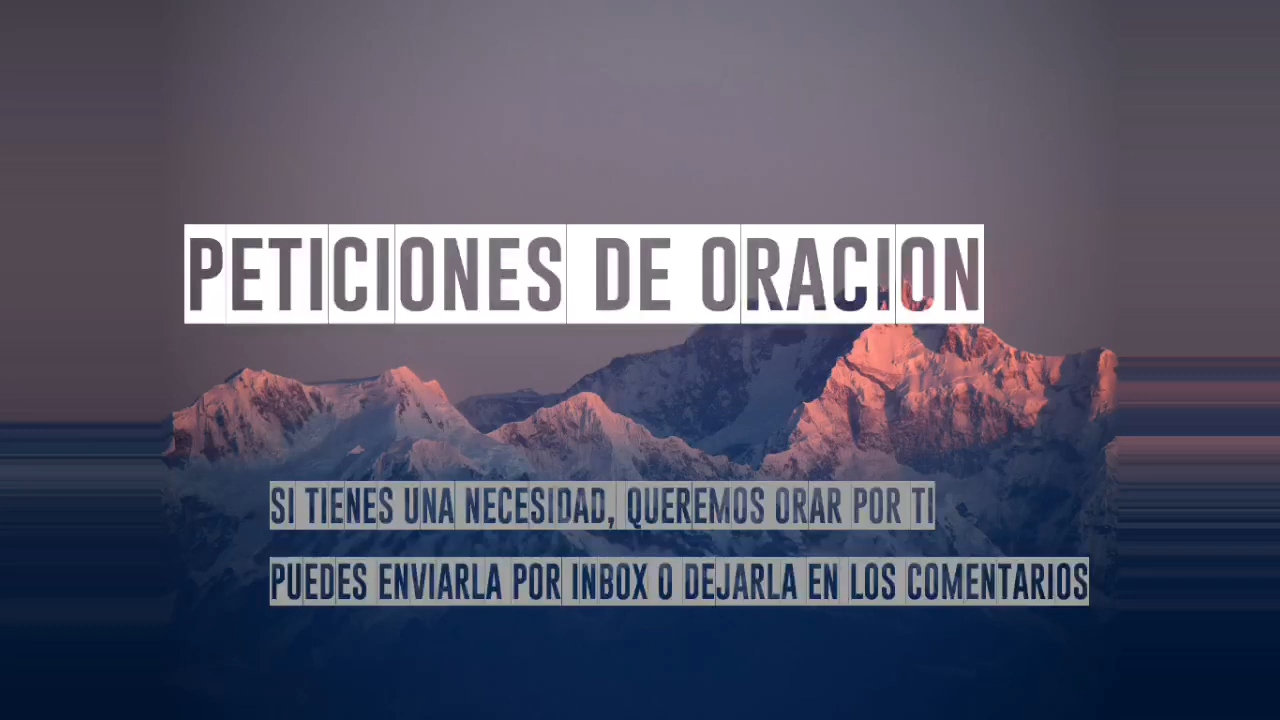 PETICIONES DE ORACION
SI TIENES UNA NECESIDAD, QUEREMOS ORAR POR TI
PUEDES ENVIARLA POR INBOX O DEJARLA EN LOS COMENTARIOS